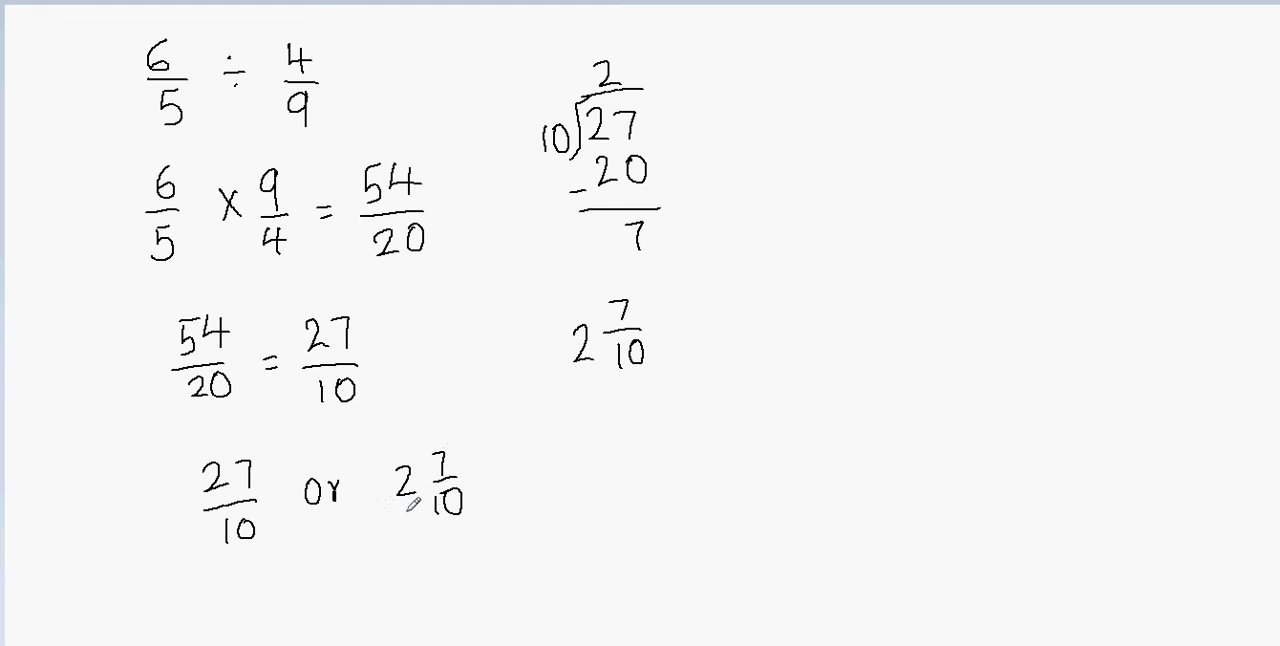 6/5 ÷ 4/9
6/5 × 9/4 = 54/20
54/20 = 27/10
27/10 or 2 7/10
2
10)27
-20
7
2 7/10